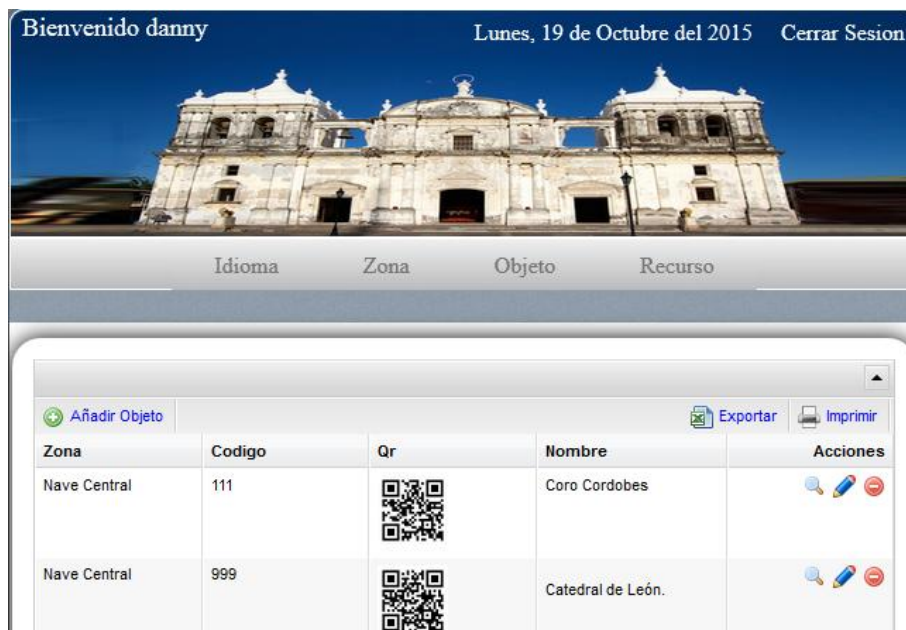 Bienvenido danny Lunes, 19 de Octubre del 2015 Cerrar Sesion
Idioma Zona Objeto Recurso
Añadir Objeto Exportar Imprimir
Zona Codigo Qr Nombre Acciones
Nave Central 111 Coro Cordobes
Nave Central 999 Catedral de León.